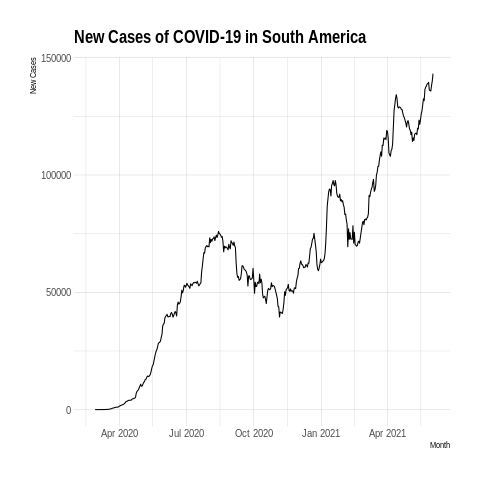 New Cases of COVID-19 in South America
New Cases
150000
100000
50000
0
Apr 2020 Jul 2020 Oct 2020 Jan 2021 Apr 2021
Month